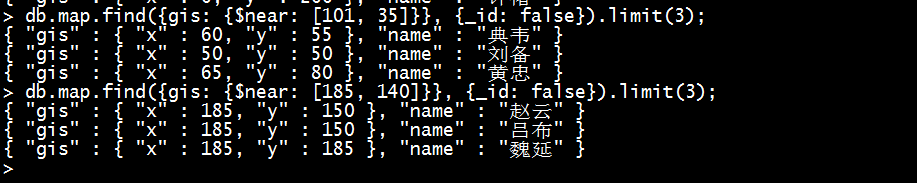 > db.map.find({gis: {$near: [101, 35]}}, {_id: false}).limit(3);
{ "gis" : { "x" : 60, "y" : 55 }, "name" : "典韦" }
{ "gis" : { "x" : 50, "y" : 50 }, "name" : "刘备" }
{ "gis" : { "x" : 65, "y" : 80 }, "name" : "黄忠" }
> db.map.find({gis: {$near: [185, 140]}}, {_id: false}).limit(3);
{ "gis" : { "x" : 185, "y" : 150 }, "name" : "赵云" }
{ "gis" : { "x" : 185, "y" : 150 }, "name" : "吕布" }
{ "gis" : { "x" : 185, "y" : 185 }, "name" : "魏延" }
>